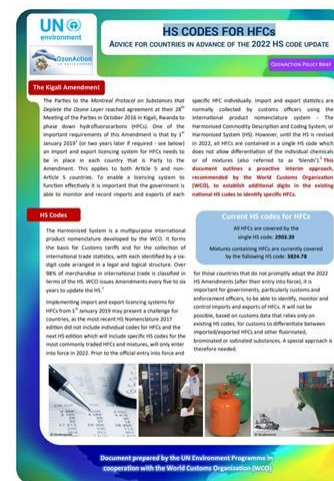 UN
environment
OzonAction
HS CODES FOR HFCs
ADVICE FOR COUNTRIES IN ADVANCE OF THE 2022 HS CODE UPDATE
OZONACTION POLICY BRIEF
The Kigali Amendment
The Parties to the Montreal Protocol on Substances that
Deplete the Ozone Layer reached agreement at their 28th
Meeting of the Parties in October 2016 in Kigali, Rwanda to
phase down hydrofluorocarbons (HFCs). One of the
important requirements of this Amendment is that by 1st
January 2019¹ (or two years later if required - see below)
an import and export licensing system for HFCs needs to
be in place in each country that is Party to the
Amendment. This applies to both Article 5 and non-
Article 5 countries. To enable a licensing system to
function effectively it is important that the government is
able to monitor and record imports and exports of each
specific HFC individually. Import and export statistics are
normally collected by customs officers using the
international product nomenclature system - The
Harmonized Commodity Description and Coding System, or
Harmonized System (HS). However, until the HS is revised
in 2022, all HFCs are contained in a single HS code which
does not allow differentiation of the individual chemicals
or of mixtures (also referred to as 'blends').² This
document outlines a proactive interim approach,
recommended by the World Customs Organization
(WCO), to establish additional digits in the existing
national HS codes to identify specific HFCs.
HS Codes
The Harmonized System is a multipurpose international
product nomenclature developed by the WCO. It forms
the basis for Customs tariffs and for the collection of
international trade statistics, with each identified by a six-
digit code arranged in a legal and logical structure. Over
98% of merchandise in international trade is classified in
terms of the HS. WCO issues Amendments every five to six
years to update the HS.³
Implementing import and export licencing systems for
HFCs from 1st January 2019 may present a challenge for
countries, as the most recent HS Nomenclature 2017
edition did not include individual codes for HFCs and the
next HS edition which will include specific HS codes for the
most commonly traded HFCs and mixtures, will only enter
into force in 2022. Prior to the official entry into force and
Current HS codes for HFCs
All HFCs are covered by the
single HS code: 2903.39
Mixtures containing HFCs are currently covered
by the following HS code: 3824.78
for those countries that do not promptly adopt the 2022
HS Amendments (after their entry into force), it is
important for governments, particularly customs and
enforcement officers, to be able to identify, monitor and
control imports and exports of HFCs. It will not be
possible, based on customs data that relies only on
existing HS codes, for customs to differentiate between
imported/exported HFCs and other fluorinated,
brominated or iodinated substances. A special approach is
therefore needed.
Document prepared by the UN Environment Programme in
cooperation with the World Customs Organization (WCO)